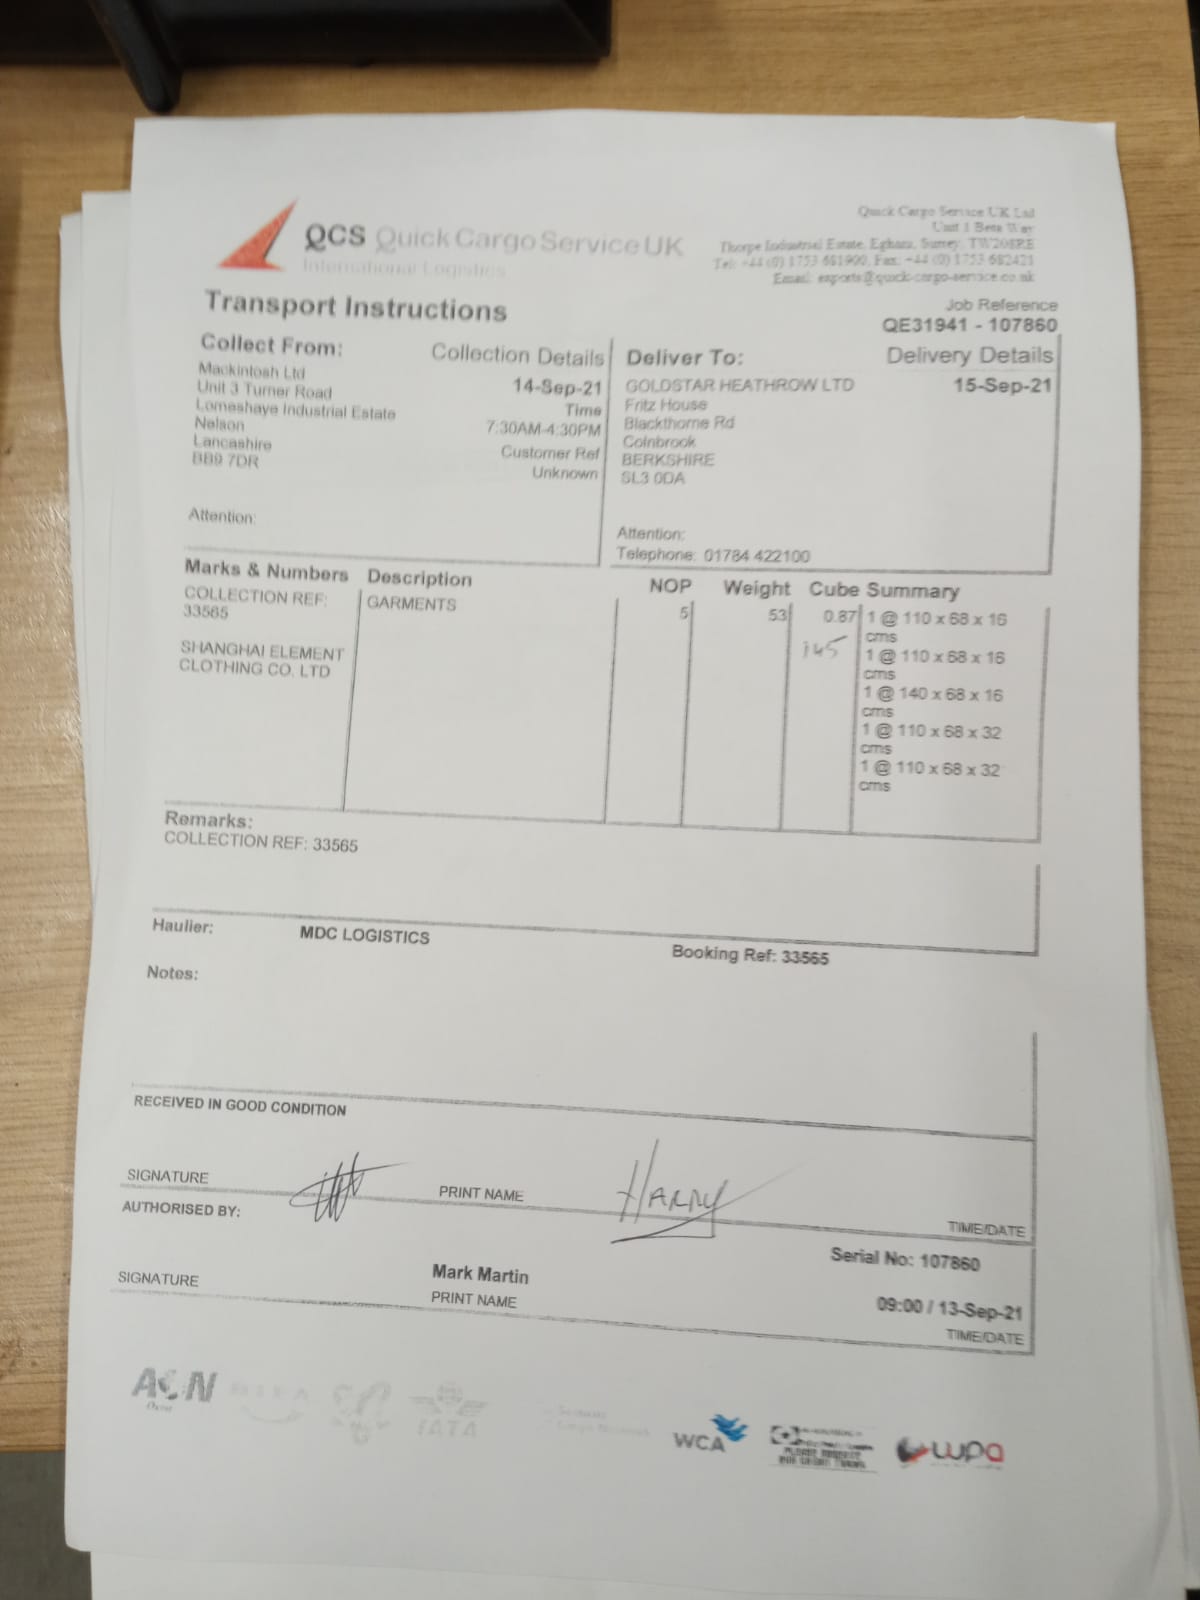 QCS Quick Cargo Service UK
International Logistics
Quick Cargo Service UK Ltd
Unit 1 Beta Way
Thorpe Industrial Estate, Egham, Surrey, TW208RE
Tel: +44 (0) 1753 681900, Fax: +44 (0) 1753 682421
Email: exports@quick-cargo-service.co.uk
Transport Instructions
Job Reference
QE31941 - 107860
Collect From:
Mackintosh Ltd
Unit 3 Turner Road
Lomeshaye Industrial Estate
Nelson
Lancashire
BB9 7DR
Attention:
Collection Details
14-Sep-21
Time
7:30AM-4:30PM
Customer Ref
Unknown
Deliver To:
GOLDSTAR HEATHROW LTD
Fritz House
Blackthorne Rd
Colnbrook
BERKSHIRE
SL3 0DA
Attention:
Telephone: 01784 422100
Delivery Details
15-Sep-21
Marks & Numbers Description NOP Weight Cube Summary
COLLECTION REF:
33565
SHANGHAI ELEMENT
CLOTHING CO. LTD
GARMENTS
5
53
0.87
145
1 @ 110 x 68 x 16
cms
1 @ 110 x 68 x 16
cms
1 @ 140 x 68 x 16
cms
1 @ 110 x 68 x 32
cms
1 @ 110 x 68 x 32
cms
Remarks:
COLLECTION REF: 33565
Haulier: MDC LOGISTICS
Booking Ref: 33565
Notes:
RECEIVED IN GOOD CONDITION
SIGNATURE PRINT NAME HARRY TIME/DATE
AUTHORISED BY:
Serial No: 107860
Mark Martin
09:00 / 13-Sep-21
SIGNATURE PRINT NAME TIME/DATE
AON
IATA
WCA
wpa